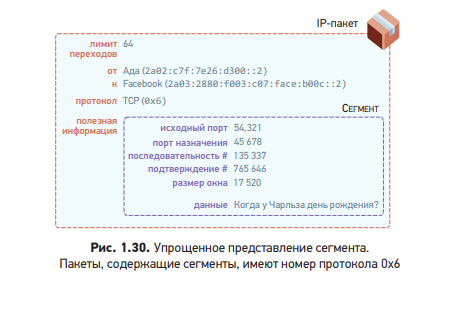 IP-пакет
лимит переходов 64
от Ада (2a02:c7f:7e26:d300::2)
к Facebook (2a03:2880:f003:c07:face:b00c::2)
протокол TCP (0x6)
полезная информация
Сегмент
исходный порт 54,321
порт назначения 45 678
последовательность # 135 337
подтверждение # 765 646
размер окна 17 520
данные Когда у Чарльза день рождения?
Рис. 1.30. Упрощенное представление сегмента.
Пакеты, содержащие сегменты, имеют номер протокола 0x6